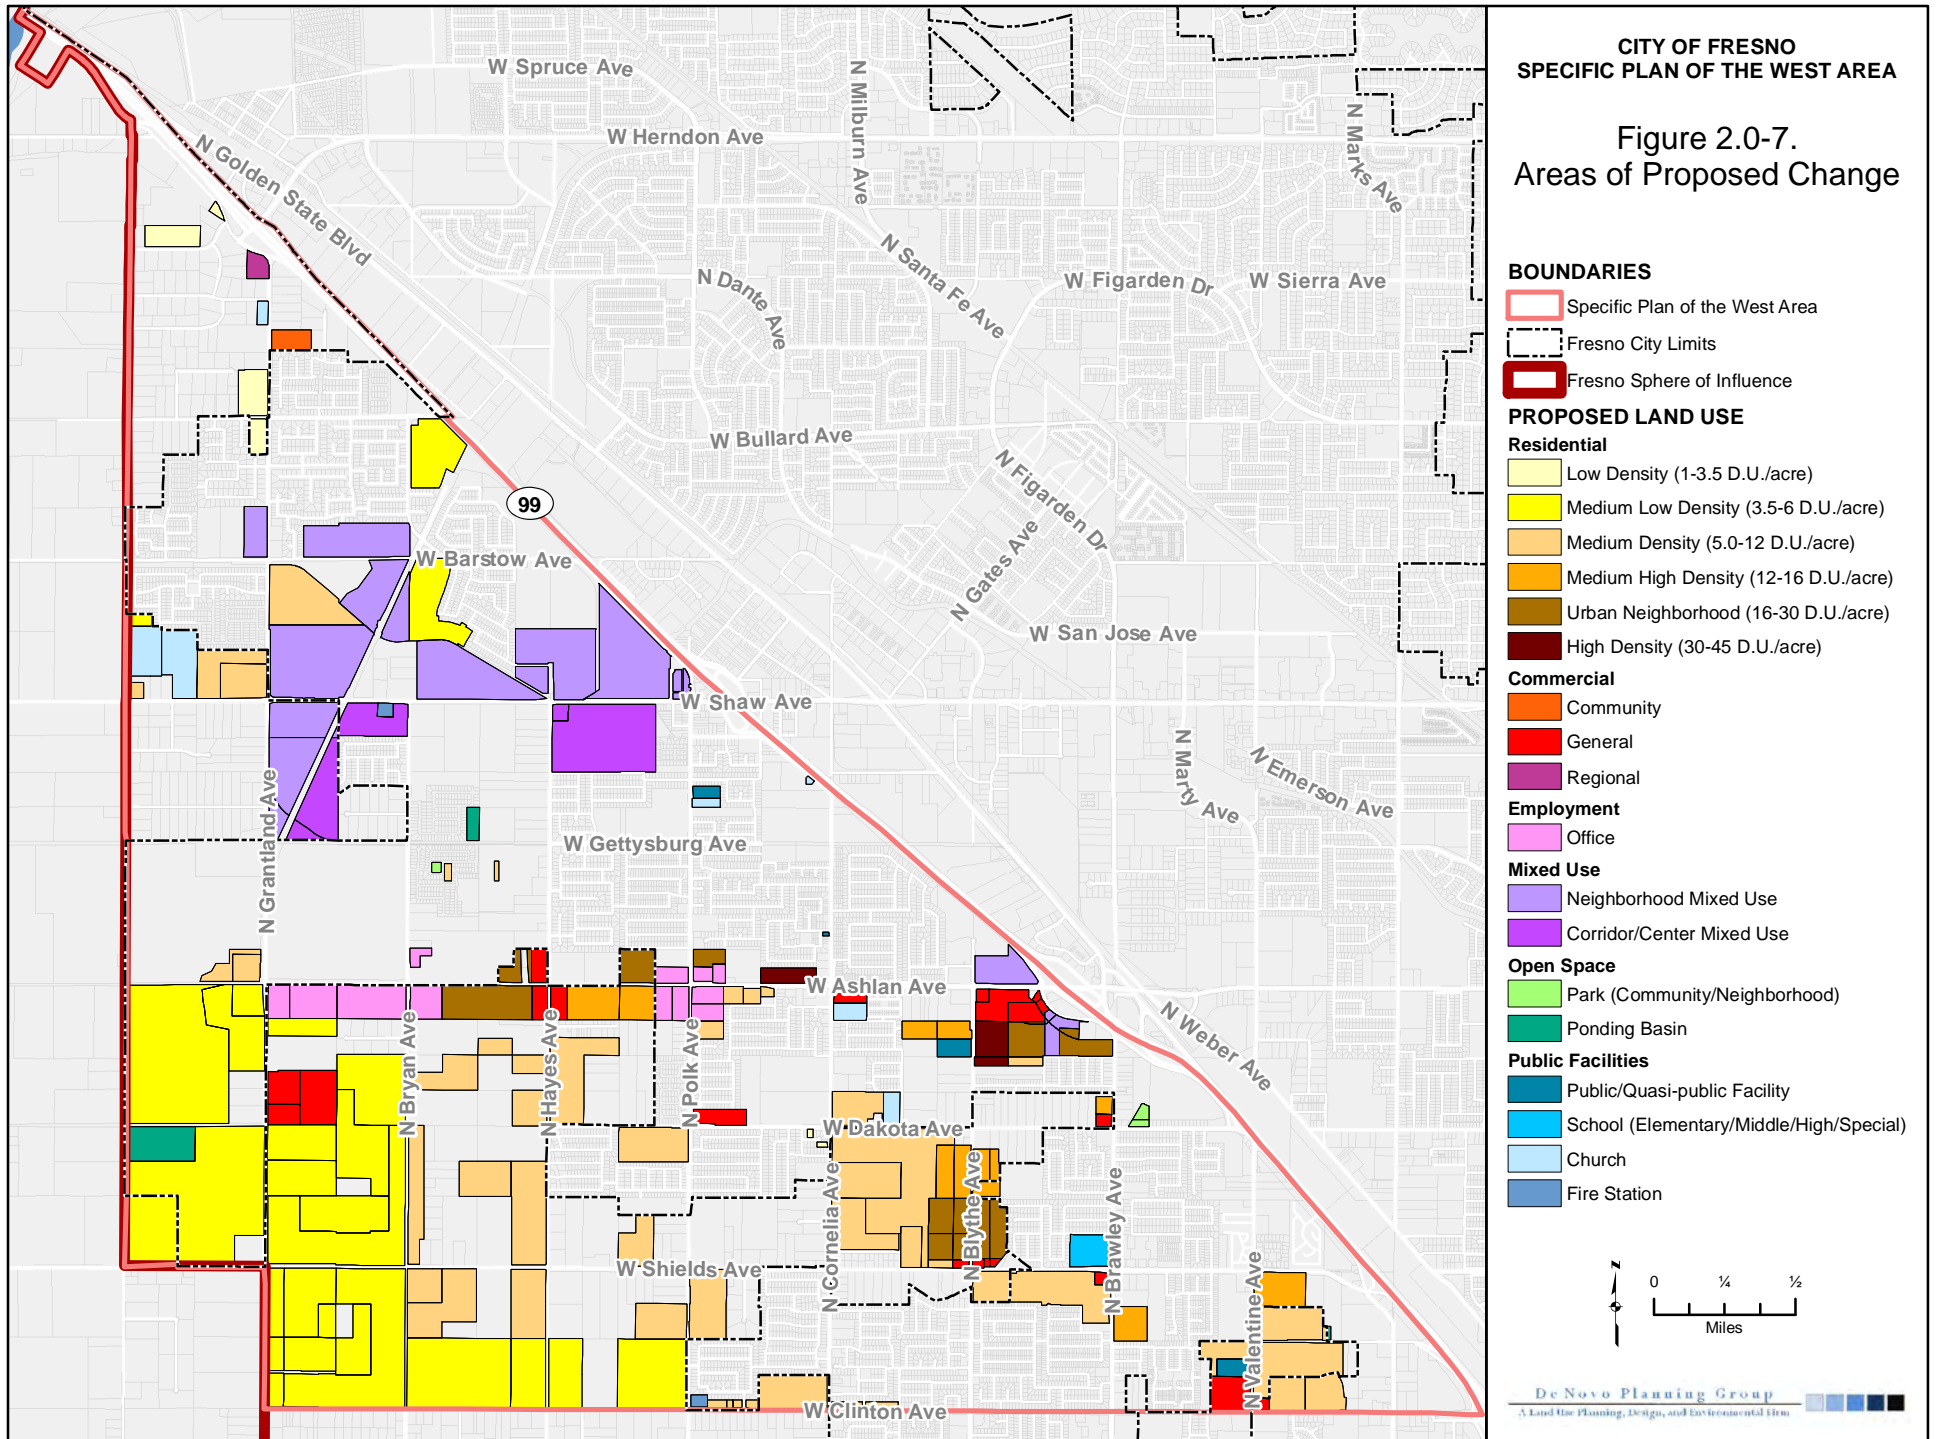 CITY OF FRESNO
SPECIFIC PLAN OF THE WEST AREA
Figure 2.0-7.
Areas of Proposed Change
BOUNDARIES
Specific Plan of the West Area
Fresno City Limits
Fresno Sphere of Influence
PROPOSED LAND USE
Residential
Low Density (1-3.5 D.U./acre)
Medium Low Density (3.5-6 D.U./acre)
Medium Density (5.0-12 D.U./acre)
Medium High Density (12-16 D.U./acre)
Urban Neighborhood (16-30 D.U./acre)
High Density (30-45 D.U./acre)
Commercial
Community
General
Regional
Employment
Office
Mixed Use
Neighborhood Mixed Use
Corridor/Center Mixed Use
Open Space
Park (Community/Neighborhood)
Ponding Basin
Public Facilities
Public/Quasi-public Facility
School (Elementary/Middle/High/Special)
Church
Fire Station
N
0 ¼ ½
Miles
De Novo Planning Group
A Land Use Planning, Design, and Environmental Firm
W Spruce Ave
N Milburn Ave
N Marks Ave
W Herndon Ave
N Golden State Blvd
N Santa Fe Ave
N Dante Ave
W Figarden Dr
W Sierra Ave
W Bullard Ave
N Figarden Dr
99
N Gates Ave
W Barstow Ave
W San Jose Ave
W Shaw Ave
N Marty Ave
N Emerson Ave
N Grantland Ave
W Gettysburg Ave
W Ashlan Ave
N Weber Ave
N Bryan Ave
N Hayes Ave
N Polk Ave
W Dakota Ave
N Cornelia Ave
N Blythe Ave
N Brawley Ave
W Shields Ave
N Valentine Ave
W Clinton Ave